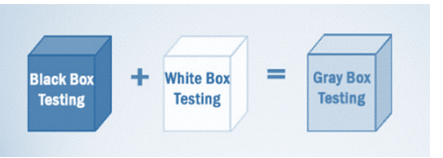 Black Box
Testing
+
White Box
Testing
=
Gray Box
Testing